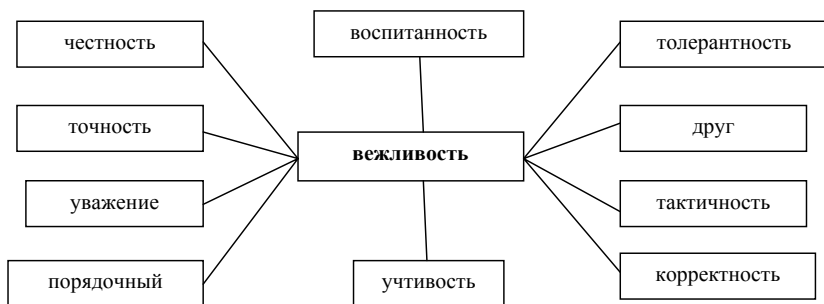 честность
воспитанность
толерантность
точность
вежливость
друг
уважение
тактичность
порядочный
учтивость
корректность